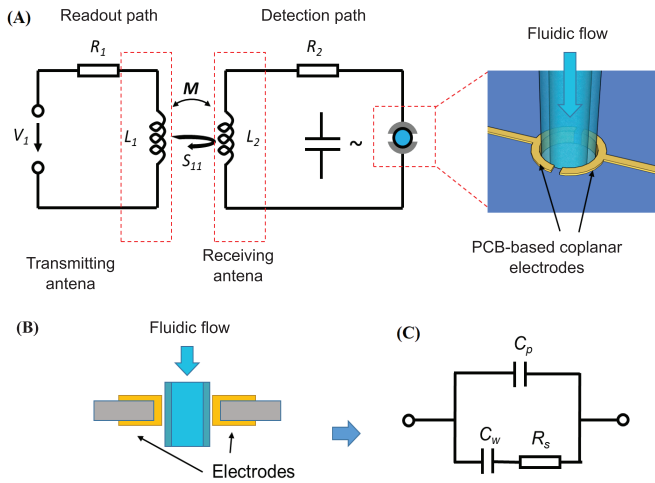 (A)
Readout path
Detection path
Fluidic flow
R1
R2
M
V1
L1
L2
S11
~
Transmitting
antena
Receiving
antena
PCB-based coplanar
electrodes
(B)
Fluidic flow
Electrodes
(C)
Cp
Cw
Rs